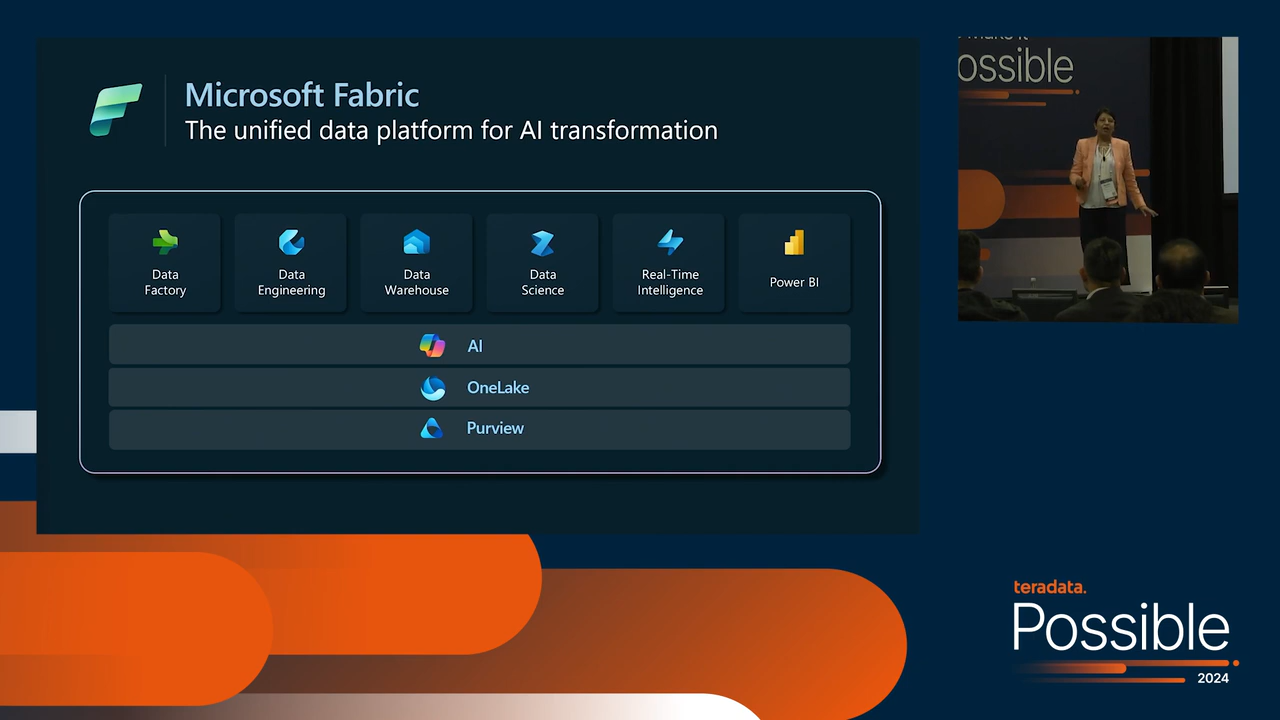 Microsoft Fabric
The unified data platform for AI transformation
Data
Factory
Data
Engineering
Data
Warehouse
Data
Science
Real-Time
Intelligence
Power BI
AI
OneLake
Purview
ossible
teradata.
Possible
2024